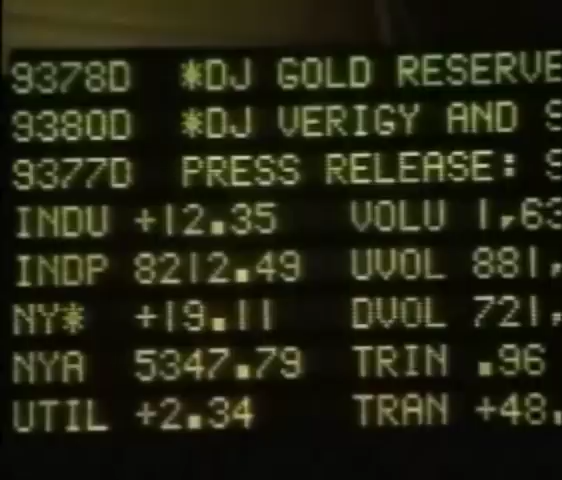 9378D *DJ GOLD RESERVE
9380D *DJ VERIGY AND S
9377D PRESS RELEASE: S
INDU +12.35 VOLU 1,63
INDP 8212.49 UVOL 881,
NY* +19.11 DVOL 721,
NYA 5347.79 TRIN .96
UTIL +2.34 TRAN +48.